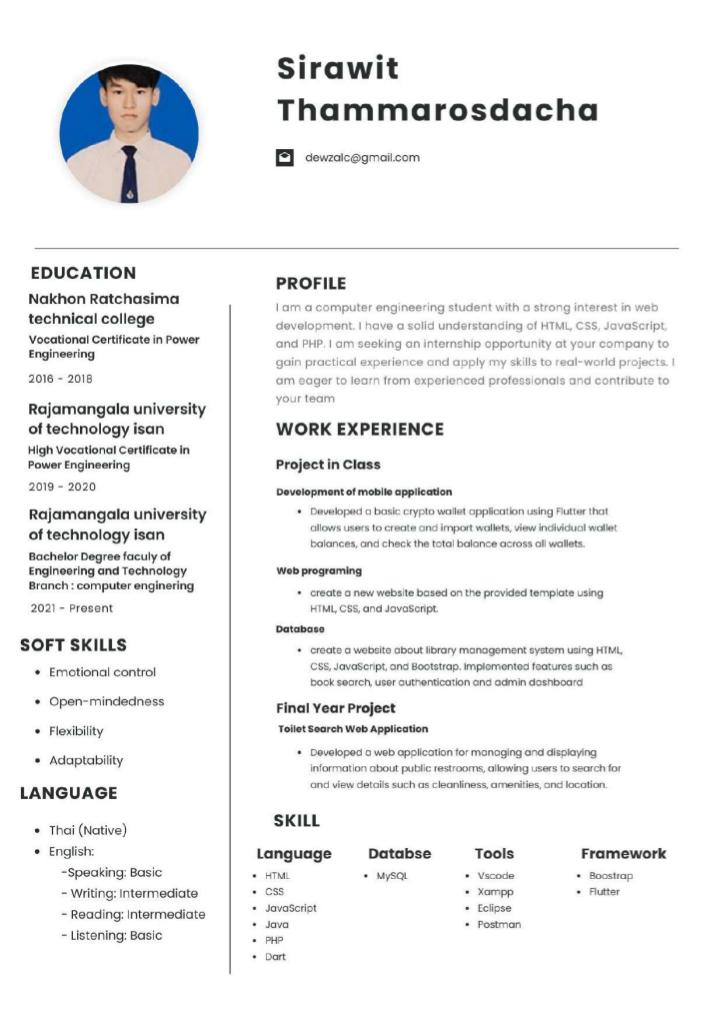 Sirawit
Thammarosdacha
dewzalc@gmail.com
EDUCATION
Nakhon Ratchasima
technical college
Vocational Certificate in Power
Engineering
2016 - 2018
Rajamangala university
of technology isan
High Vocational Certificate in
Power Engineering
2019 - 2020
Rajamangala university
of technology isan
Bachelor Degree faculy of
Engineering and Technology
Branch : computer enginering
2021 - Present
SOFT SKILLS
• Emotional control
• Open-mindedness
• Flexibility
• Adaptability
LANGUAGE
• Thai (Native)
• English:
-Speaking: Basic
- Writing: Intermediate
- Reading: Intermediate
- Listening: Basic
PROFILE
I am a computer engineering student with a strong interest in web
development. I have a solid understanding of HTML, CSS, JavaScript,
and PHP. I am seeking an internship opportunity at your company to
gain practical experience and apply my skills to real-world projects. I
am eager to learn from experienced professionals and contribute to
your team
WORK EXPERIENCE
Project in Class
Development of mobile application
• Developed a basic crypto wallet application using Flutter that
allows users to create and import wallets, view individual wallet
balances, and check the total balance across all wallets.
Web programing
• create a new website based on the provided template using
HTML, CSS, and JavaScript.
Database
• create a website about library management system using HTML,
CSS, JavaScript, and Bootstrap. Implemented features such as
book search, user authentication and admin dashboard
Final Year Project
Toilet Search Web Application
• Developed a web application for managing and displaying
information about public restrooms, allowing users to search for
and view details such as cleanliness, amenities, and location.
SKILL
Language
• HTML
• CSS
• JavaScript
• Java
• PHP
• Dart
Databse
• MySQL
Tools
• Vscode
• Xampp
• Eclipse
• Postman
Framework
• Boostrap
• Flutter